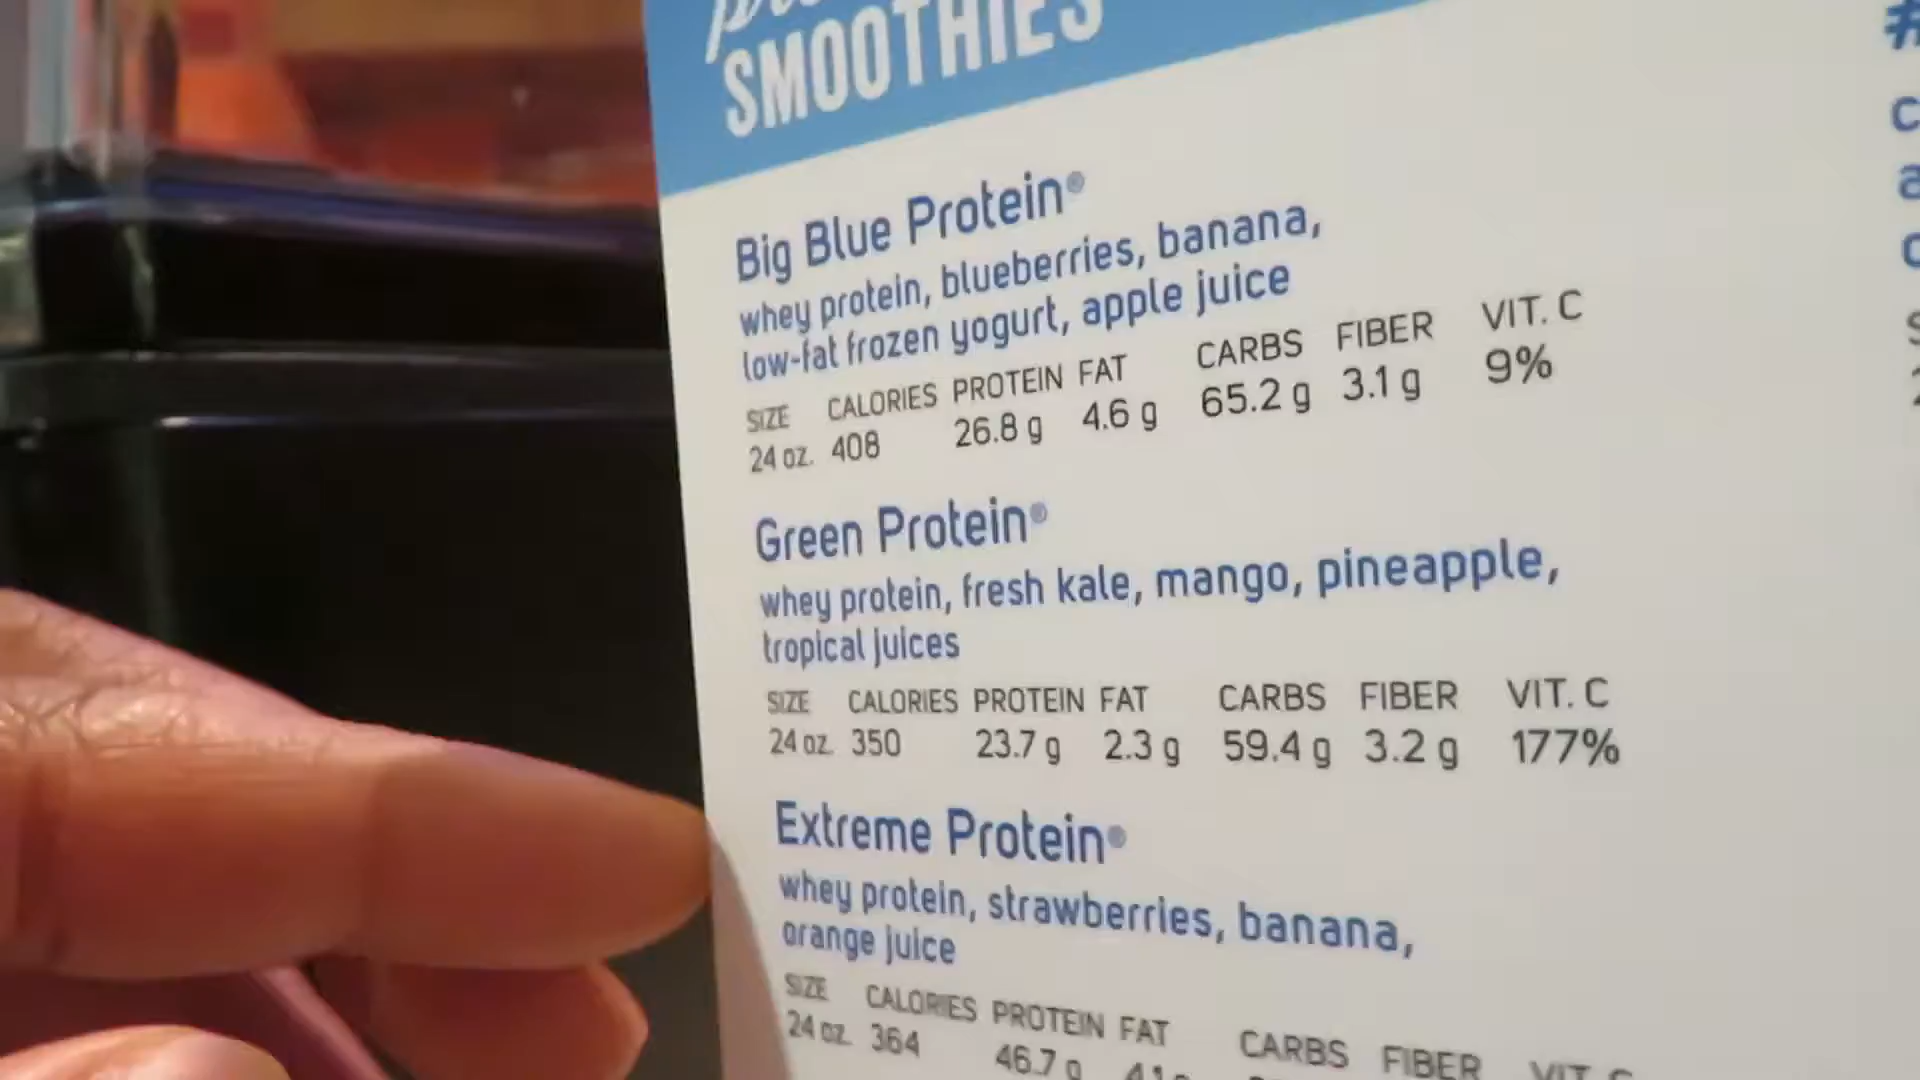 SMOOTHIES
Big Blue Protein®
whey protein, blueberries, banana,
low-fat frozen yogurt, apple juice
SIZE CALORIES PROTEIN FAT CARBS FIBER VIT. C
24 oz. 408 26.8 g 4.6 g 65.2 g 3.1 g 9%
Green Protein®
whey protein, fresh kale, mango, pineapple,
tropical juices
SIZE CALORIES PROTEIN FAT CARBS FIBER VIT. C
24 oz. 350 23.7 g 2.3 g 59.4 g 3.2 g 177%
Extreme Protein®
whey protein, strawberries, banana,
orange juice
SIZE CALORIES PROTEIN FAT CARBS FIBER VIT. C
24 oz. 364 46.7 g